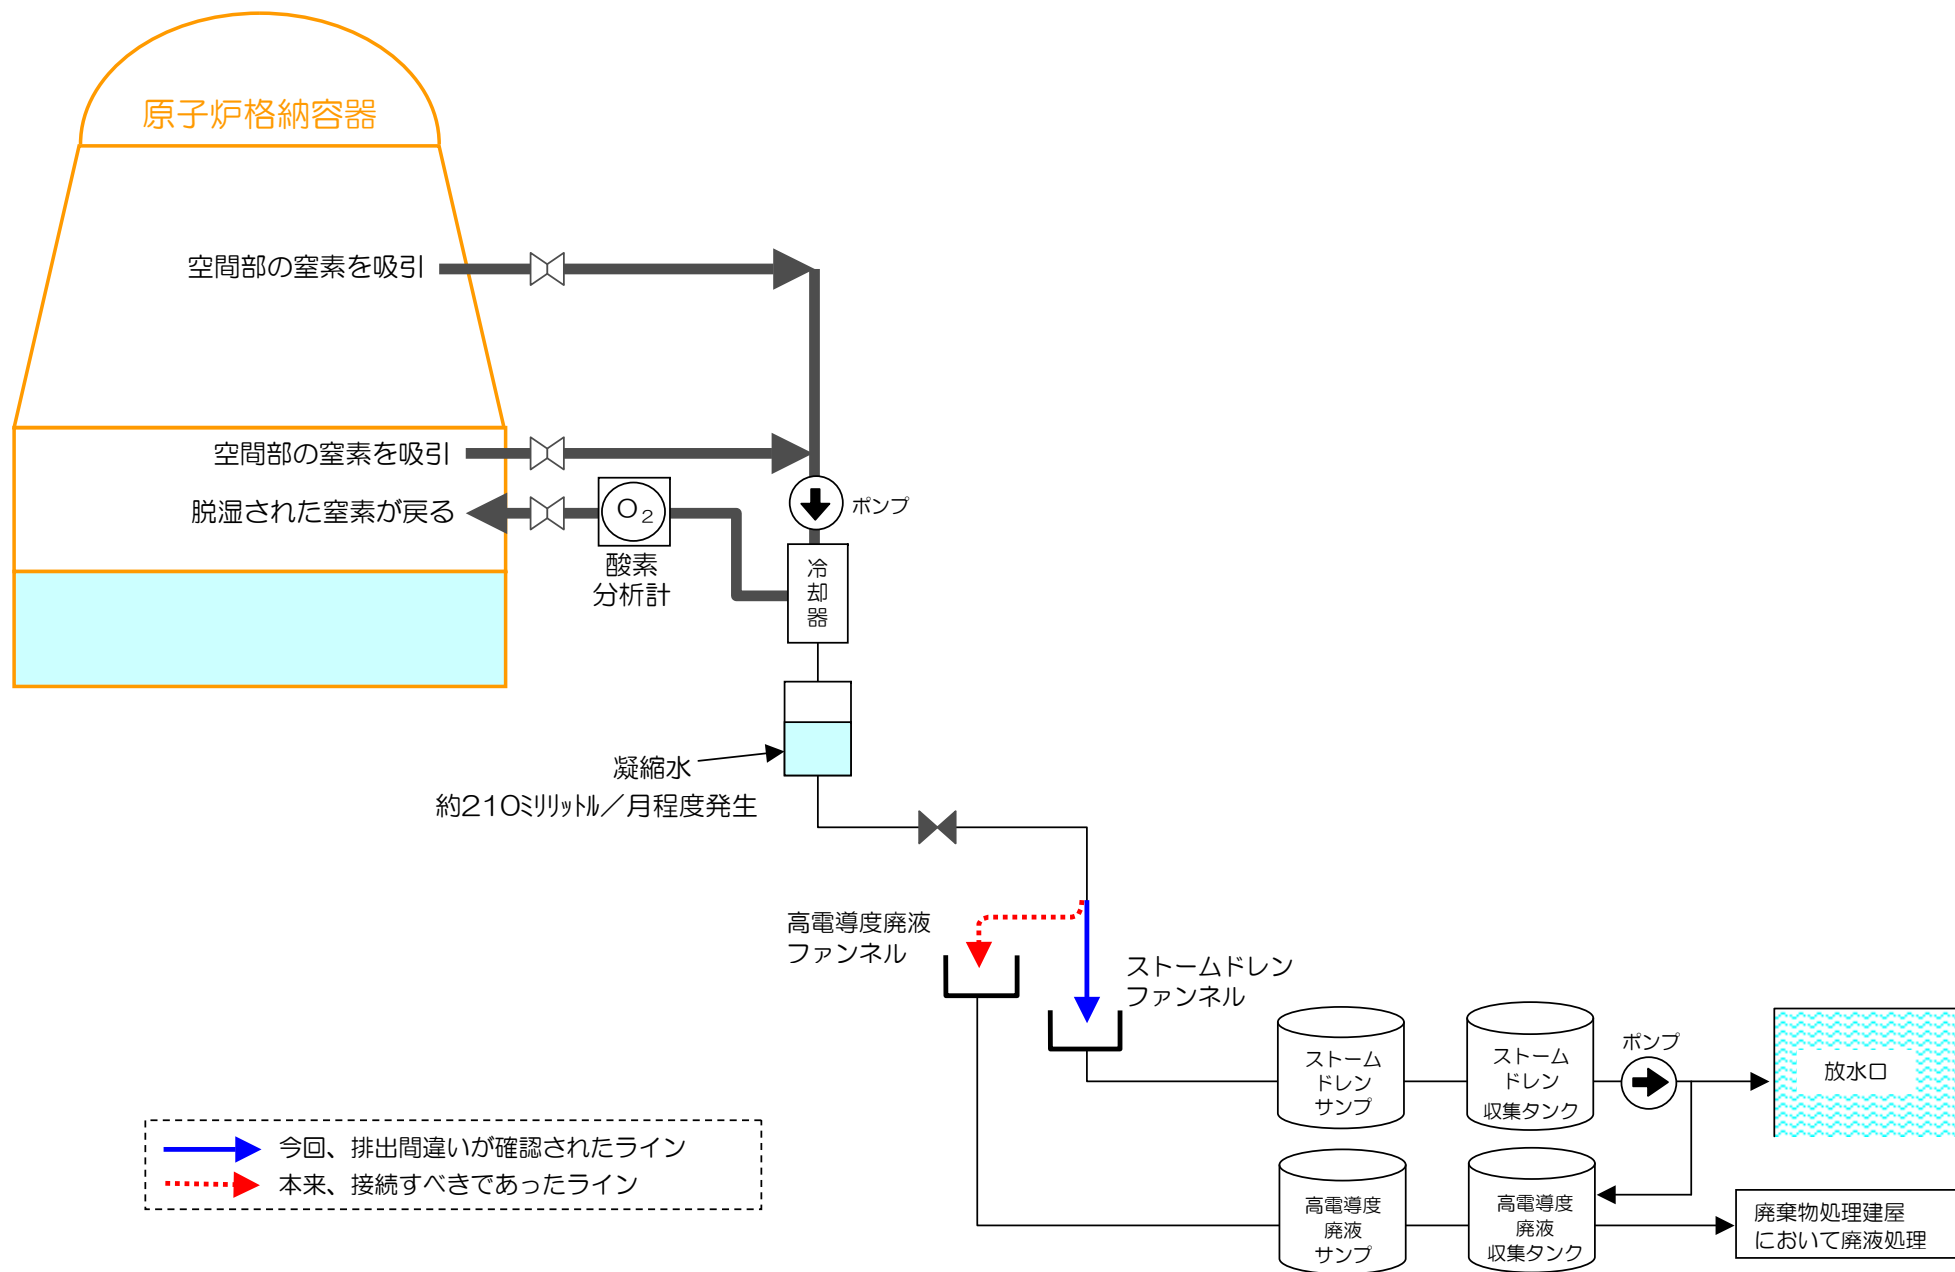 原子炉格納容器
空間部の窒素を吸引
空間部の窒素を吸引
脱湿された窒素が戻る
O₂
酸素
分析計
ポンプ
冷
却
器
凝縮水
約210ミリリットル/月程度発生
高電導度廃液
ファンネル
ストームドレン
ファンネル
ストーム
ドレン
サンプ
ストーム
ドレン
収集タンク
ポンプ
放水口
高電導度
廃液
サンプ
高電導度
廃液
収集タンク
廃棄物処理建屋
において廃液処理
今回、排出間違いが確認されたライン
本来、接続すべきであったライン